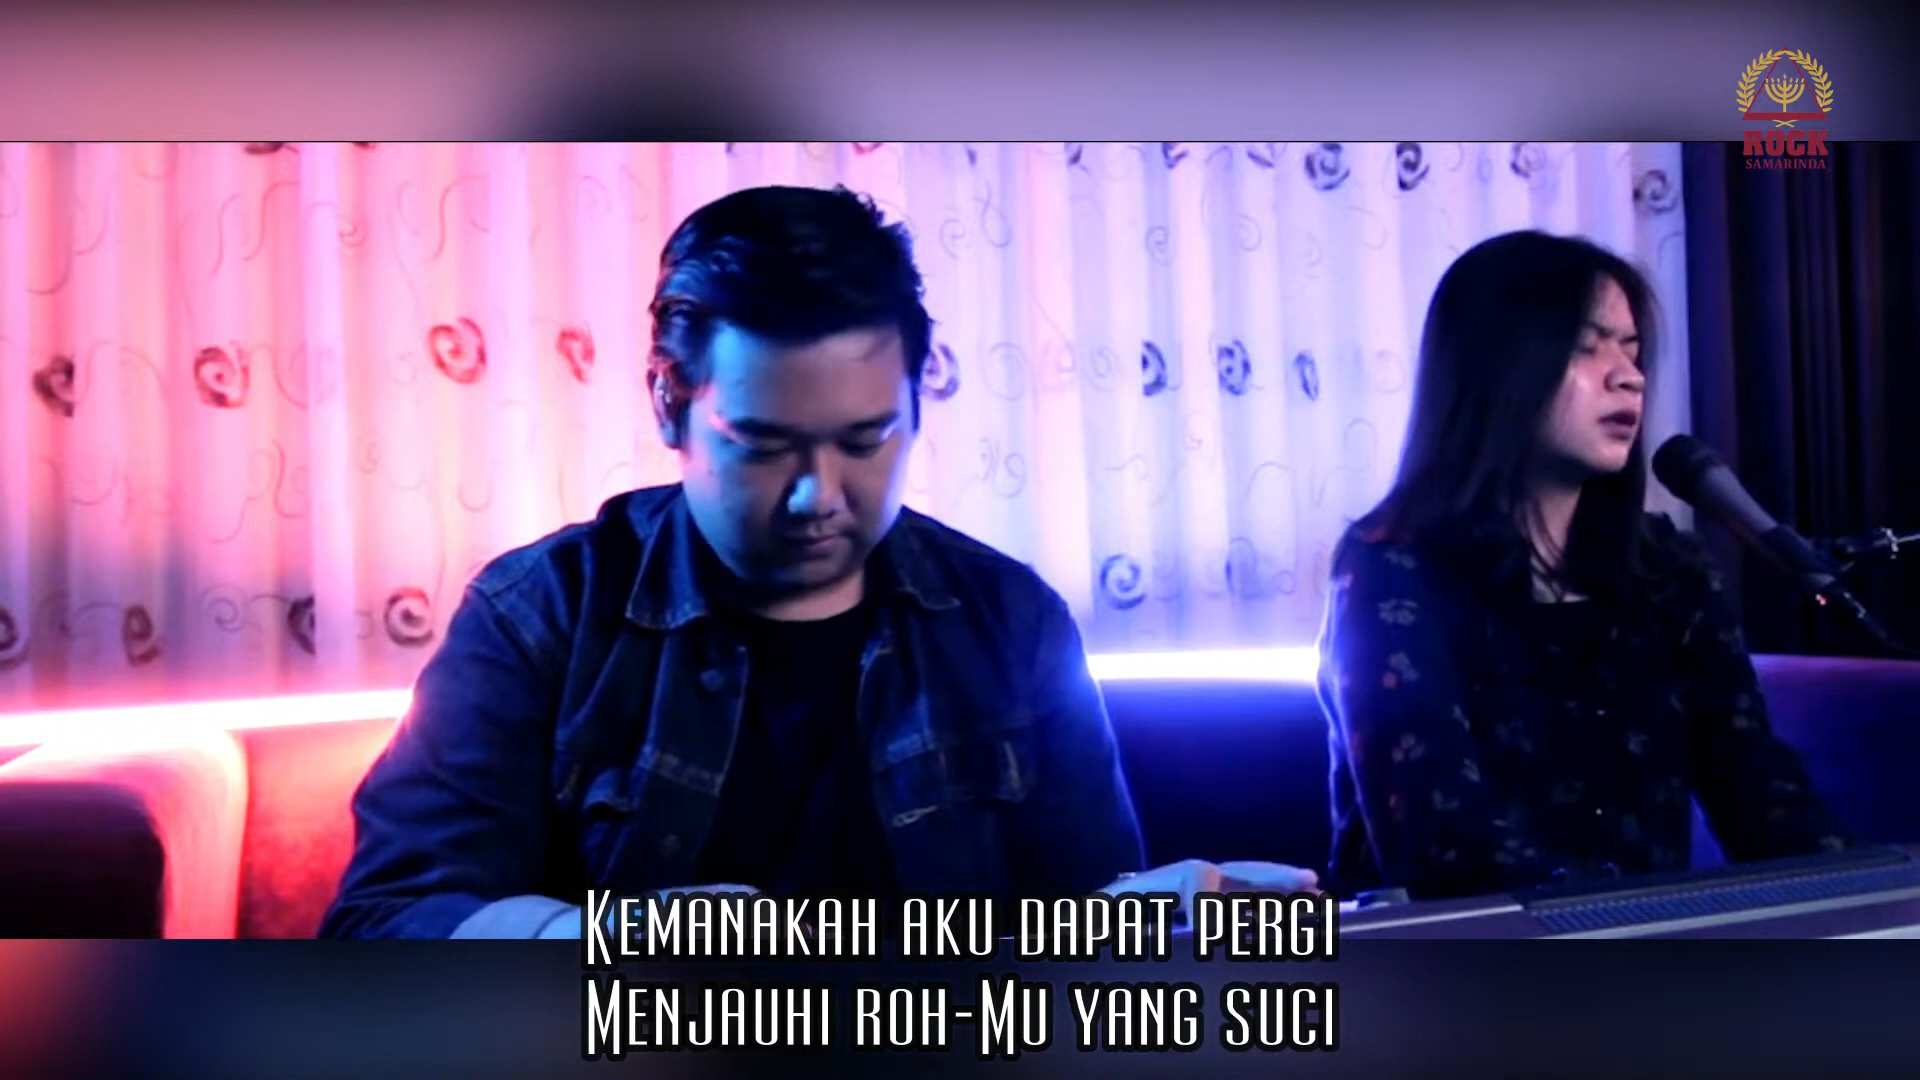 ROCK
SAMARINDA
Kemanakah aku dapat pergi
Menjauhi roh-Mu yang suci